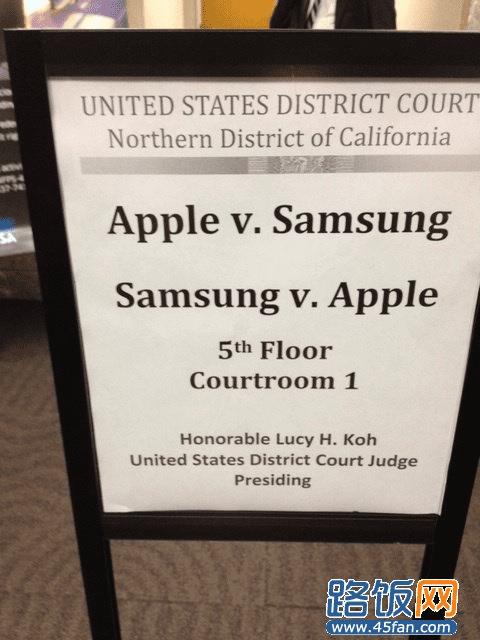 UNITED STATES DISTRICT COURT
Northern District of California
Apple v. Samsung
Samsung v. Apple
5th Floor
Courtroom 1
Honorable Lucy H. Koh
United States District Court Judge
Presiding
路饭网
www.45fan.com